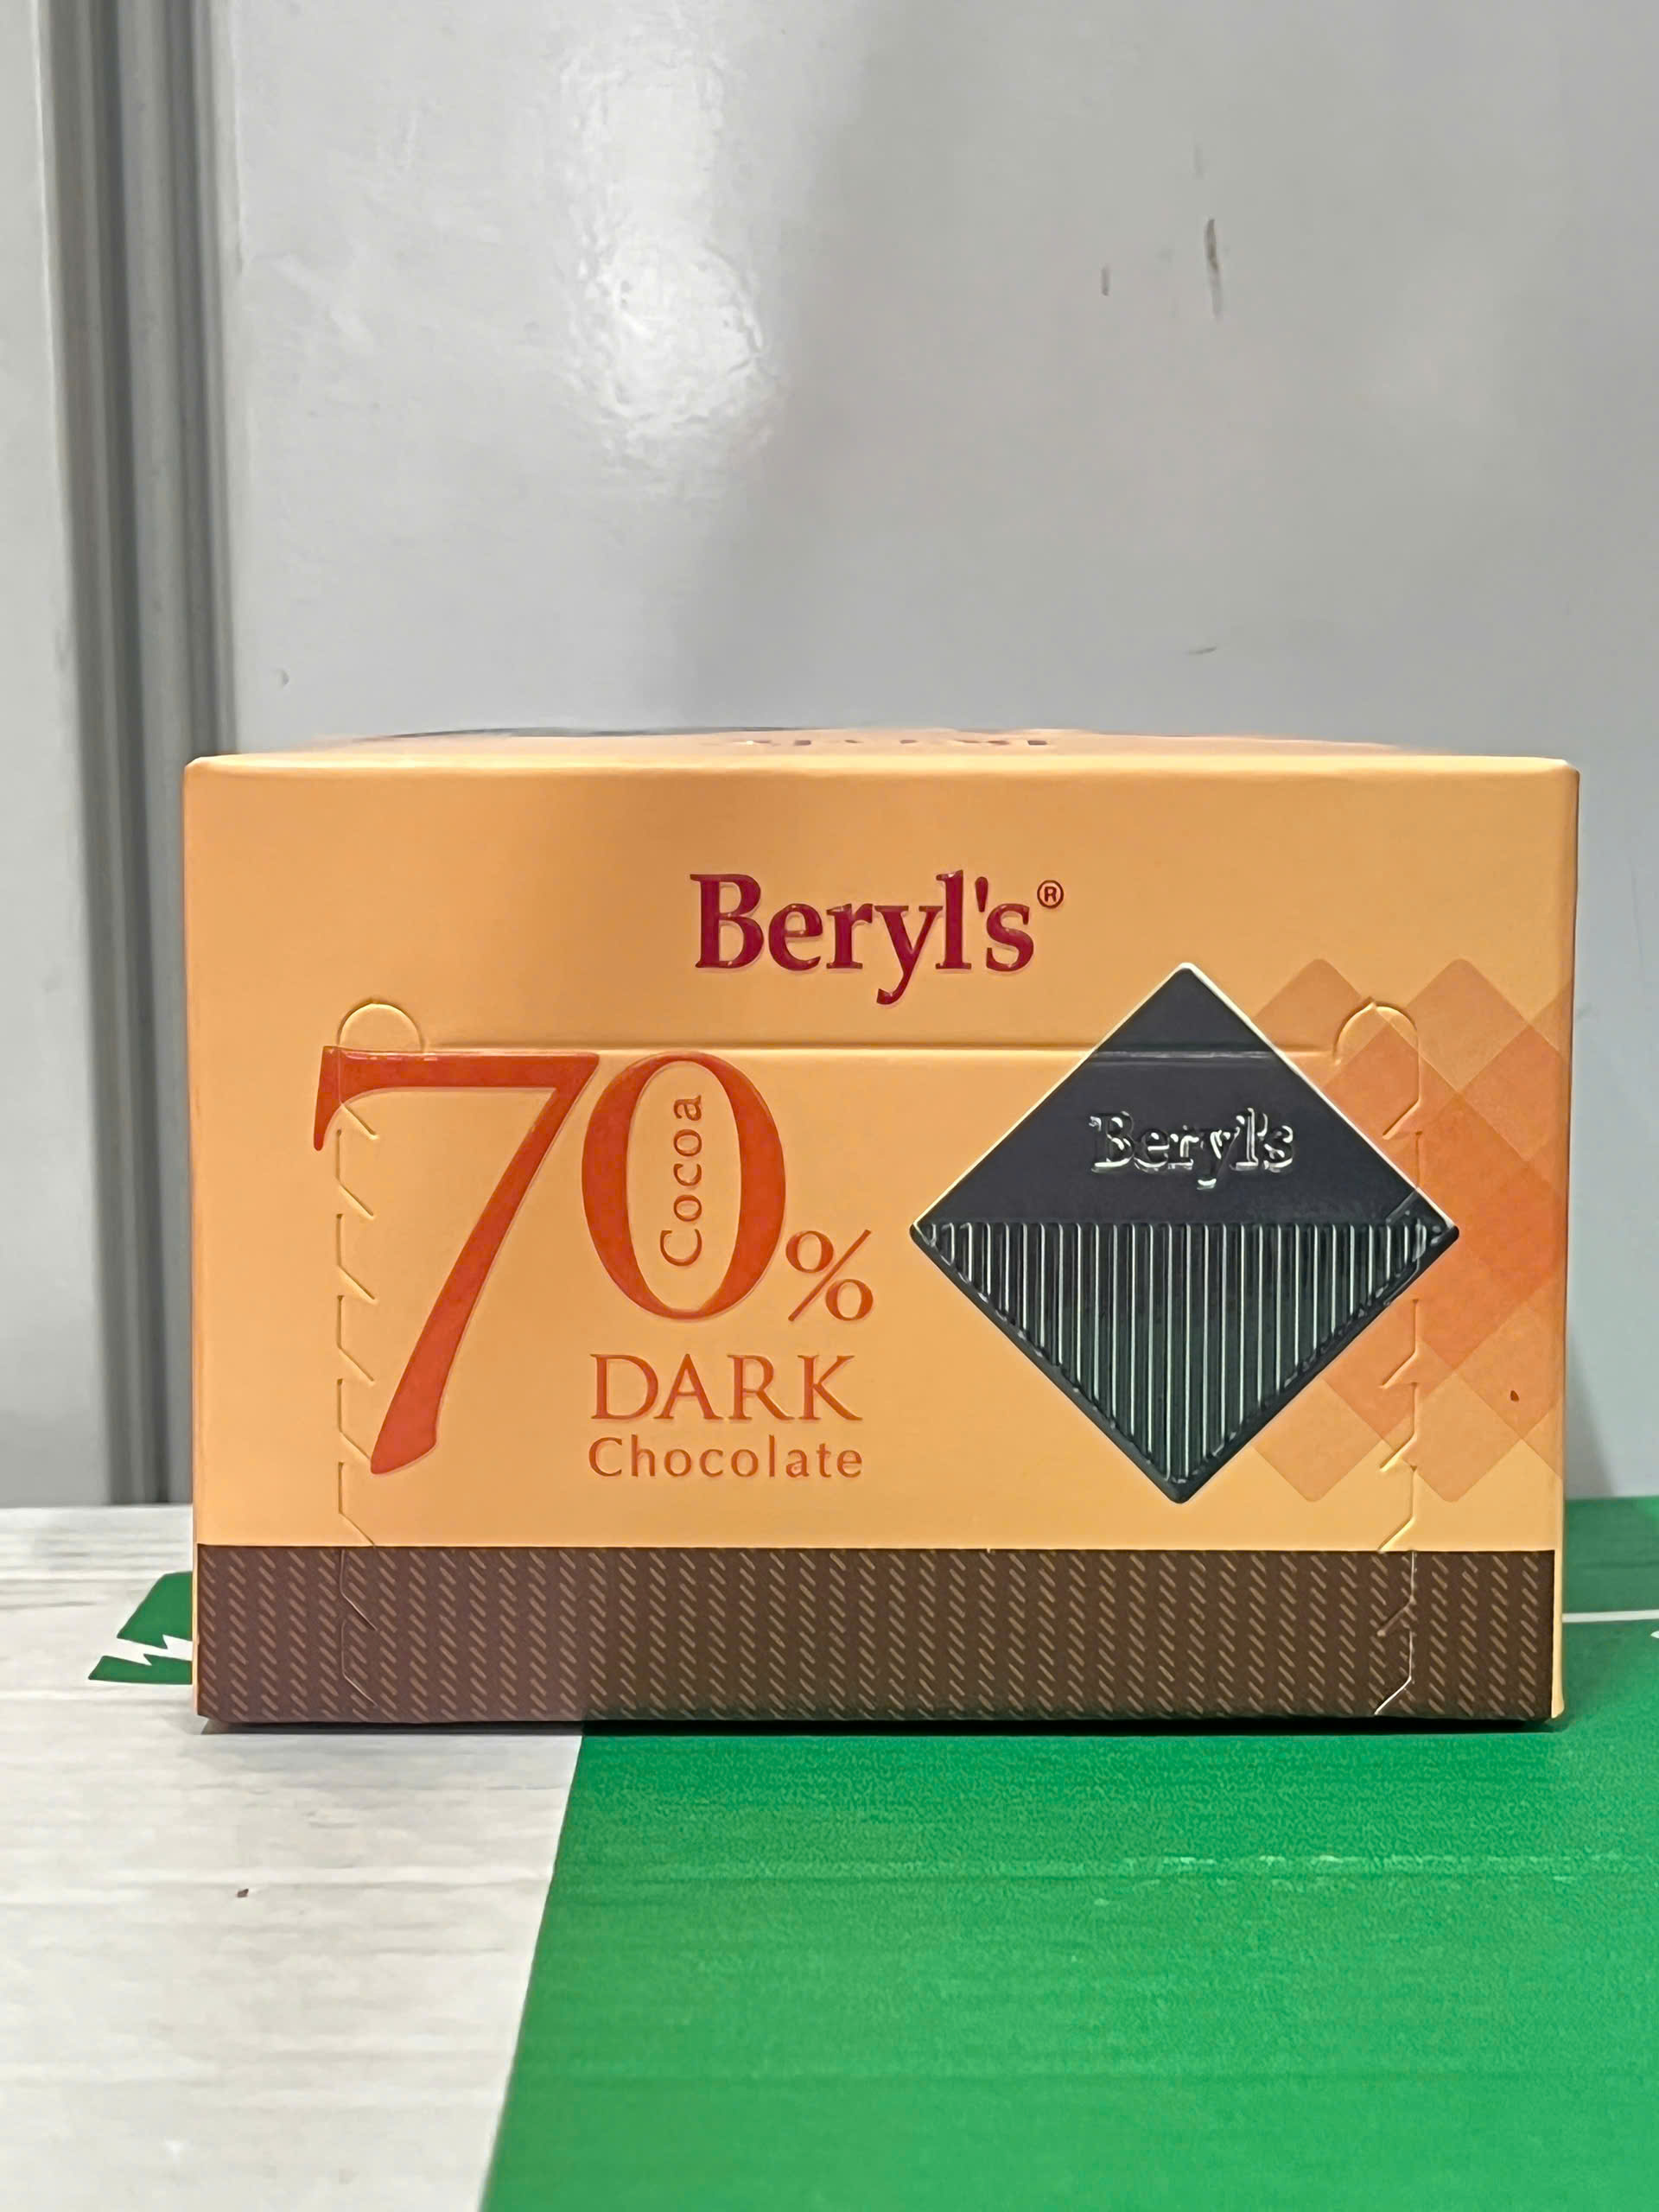 Beryl's®
70%
Cocoa
DARK
Chocolate
Beryl's